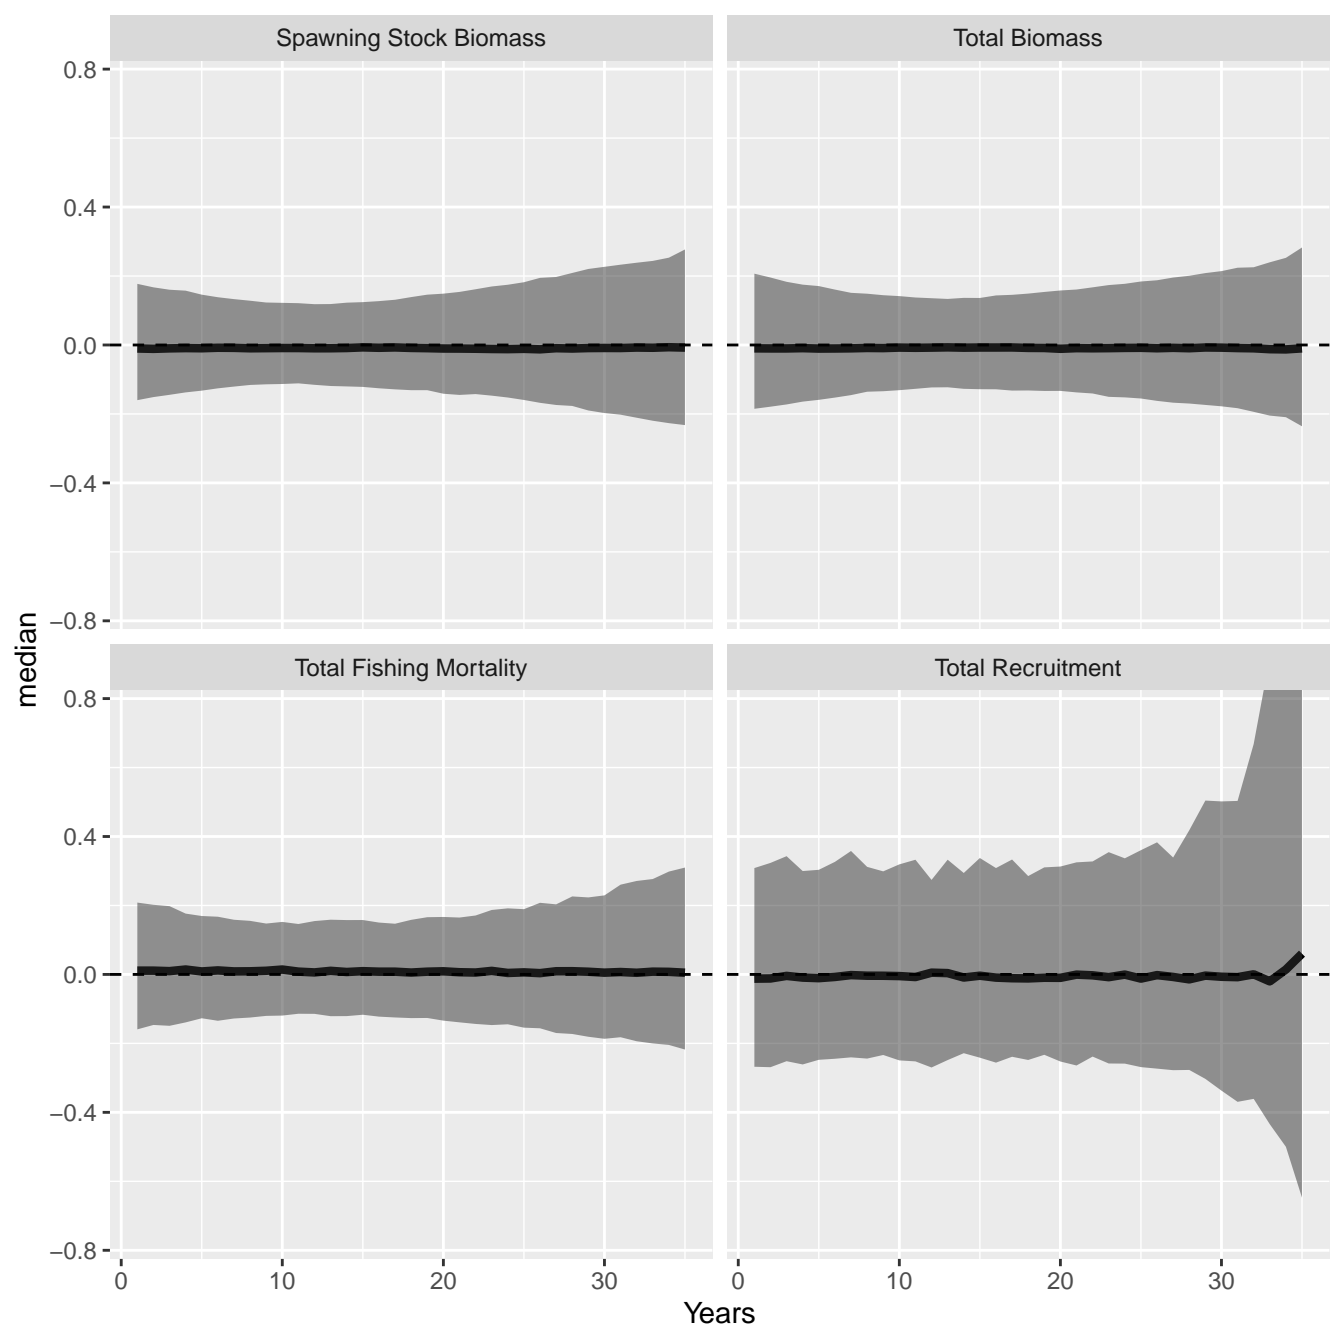 Spawning Stock Biomass
Total Biomass
0.8
0.4
0.0
−0.4
−0.8
Total Fishing Mortality
Total Recruitment
0.8
0.4
0.0
−0.4
−0.8
median
0 10 20 30
0 10 20 30
Years